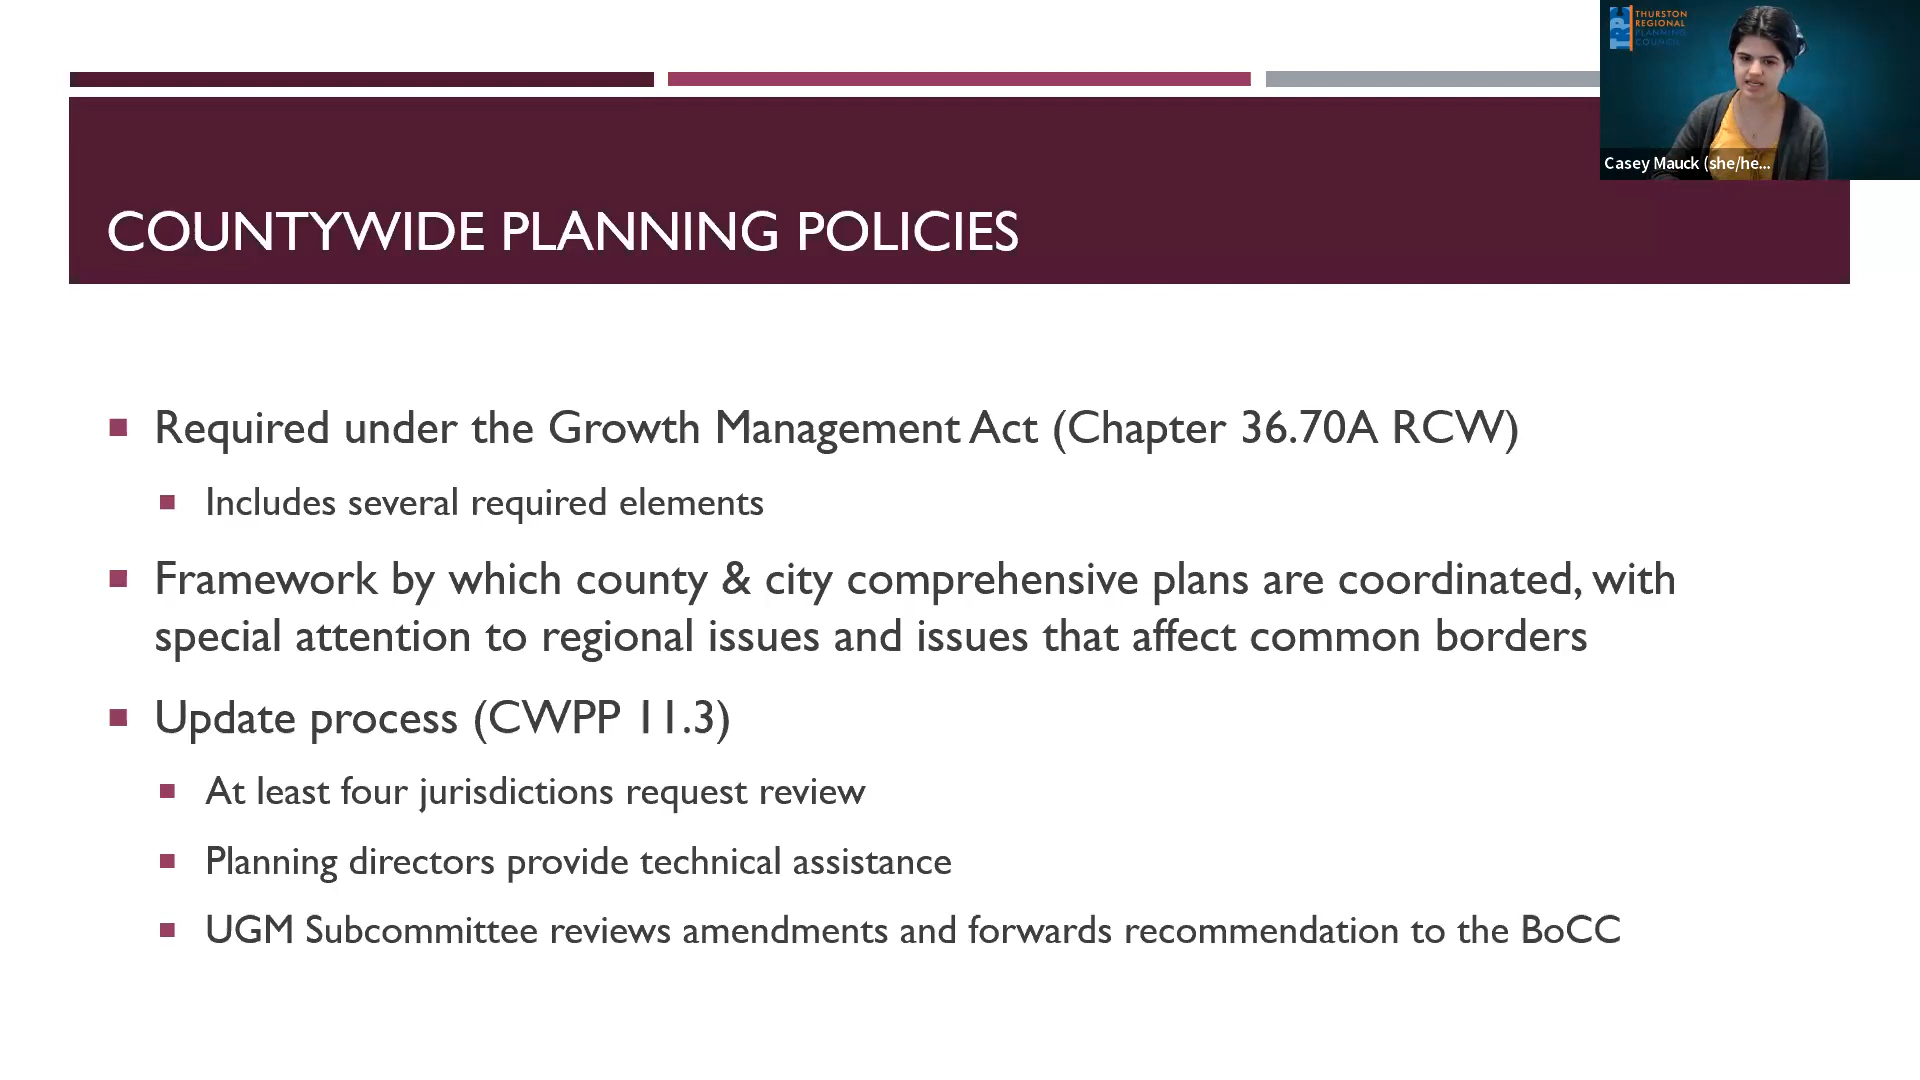 THURSTON
REGIONAL
PLANNING
COUNCIL
TRPC
Casey Mauck (she/he...
COUNTYWIDE PLANNING POLICIES
Required under the Growth Management Act (Chapter 36.70A RCW)
Includes several required elements
Framework by which county & city comprehensive plans are coordinated, with
special attention to regional issues and issues that affect common borders
Update process (CWPP 11.3)
At least four jurisdictions request review
Planning directors provide technical assistance
UGM Subcommittee reviews amendments and forwards recommendation to the BoCC